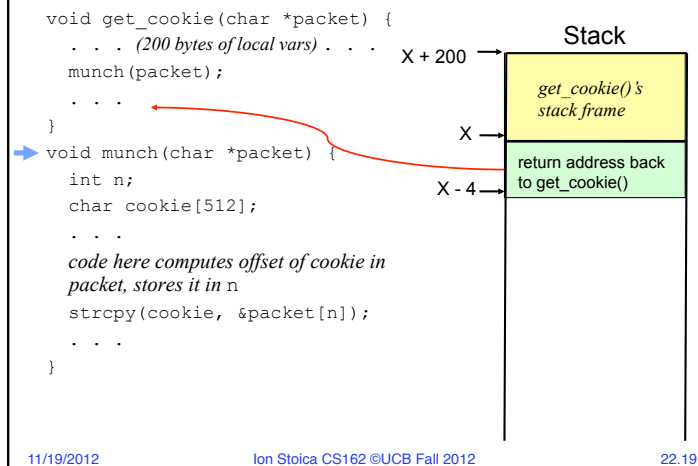 void get_cookie(char *packet) {
. . . (200 bytes of local vars) . . .
munch(packet);
. . .
}
void munch(char *packet) {
int n;
char cookie[512];
. . .
code here computes offset of cookie in
packet, stores it in n
strcpy(cookie, &packet[n]);
. . .
}
Stack
X + 200
get_cookie()'s
stack frame
X
return address back
to get_cookie()
X - 4
11/19/2012
Ion Stoica CS162 ©UCB Fall 2012
22.19